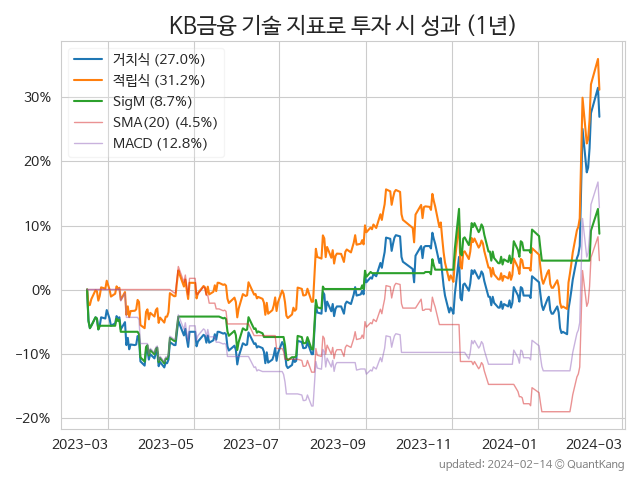 KB금융 기술 지표로 투자 시 성과 (1년)
거치식 (27.0%)
적립식 (31.2%)
SigM (8.7%)
SMA(20) (4.5%)
MACD (12.8%)
30%
20%
10%
0%
−10%
−20%
2023-03 2023-05 2023-07 2023-09 2023-11 2024-01 2024-03
updated: 2024-02-14 © QuantKang